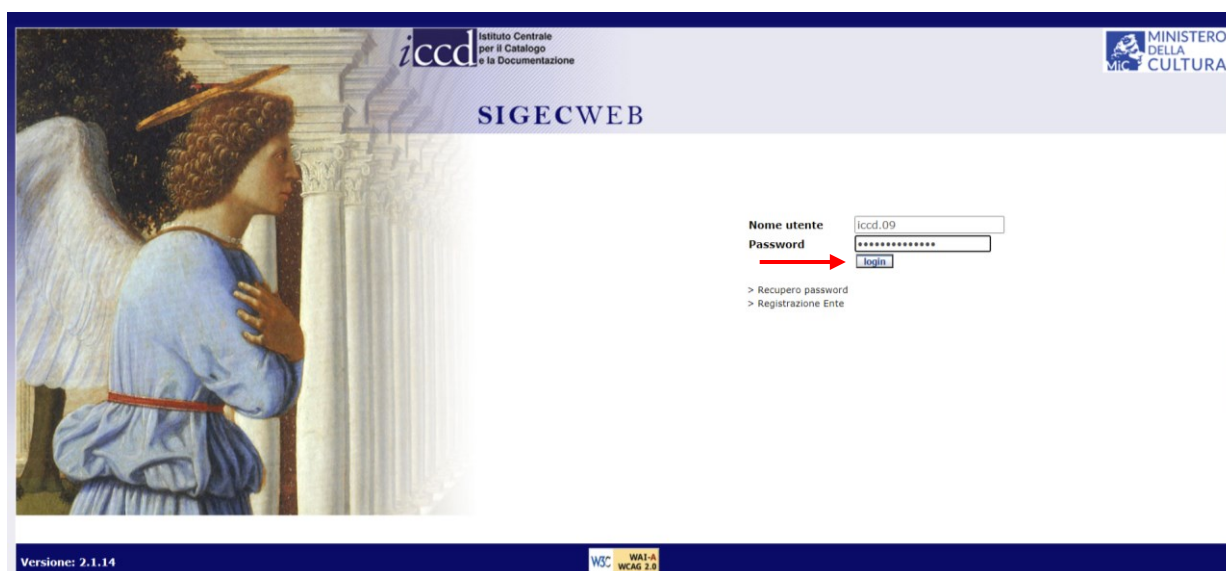 iccd
Istituto Centrale
per il Catalogo
e la Documentazione
MiC
MINISTERO
DELLA
CULTURA
SIGECWEB
Nome utente iccd.09
Password ••••••••••••••
login
> Recupero password
> Registrazione Ente
Versione: 2.1.14
W3C WAI-A
WCAG 2.0